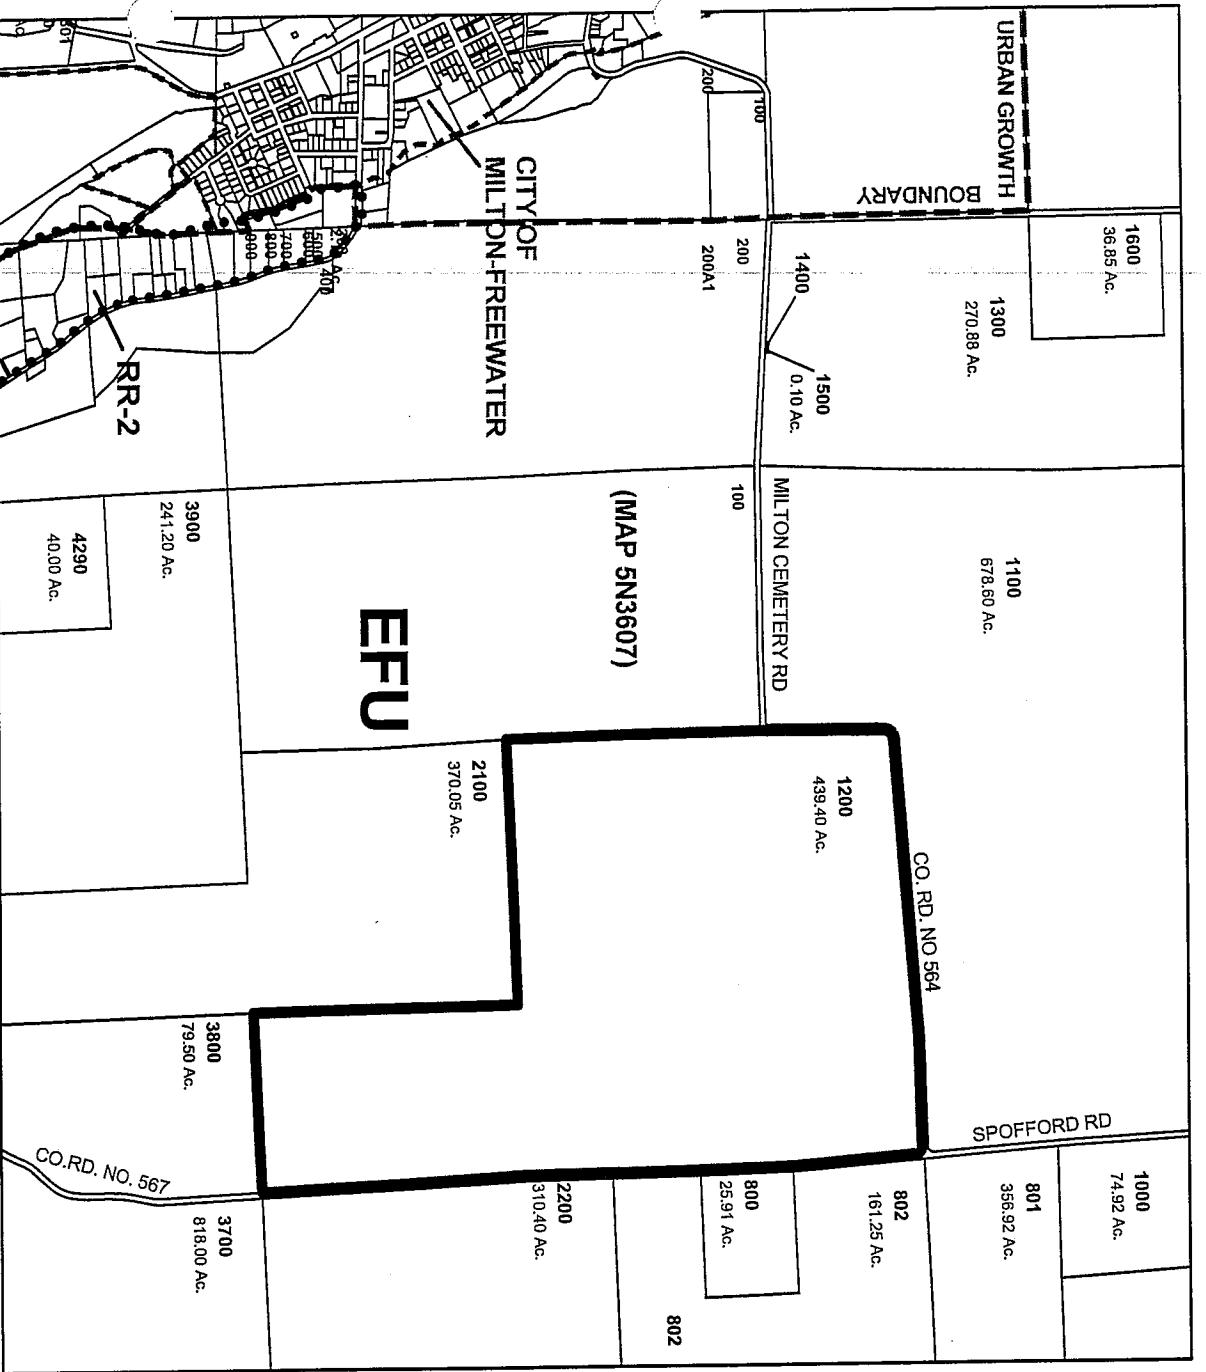 URBAN GROWTH
BOUNDARY
1600
36.85 Ac.
1300
270.88 Ac.
1400
1500
0.10 Ac.
100
200
200
200A1
CITY OF
MILTON-FREEWATER
RR-2
400
500
600
700
800
900
1100
678.60 Ac.
MILTON CEMETERY RD
100
(MAP 5N3607)
EFU
3900
241.20 Ac.
4290
40.00 Ac.
1200
439.40 Ac.
CO. RD. NO 564
2100
370.05 Ac.
3800
79.50 Ac.
CO.RD. NO. 567
SPOFFORD RD
1000
74.92 Ac.
801
356.92 Ac.
802
161.25 Ac.
800
25.91 Ac.
802
2200
310.40 Ac.
3700
818.00 Ac.